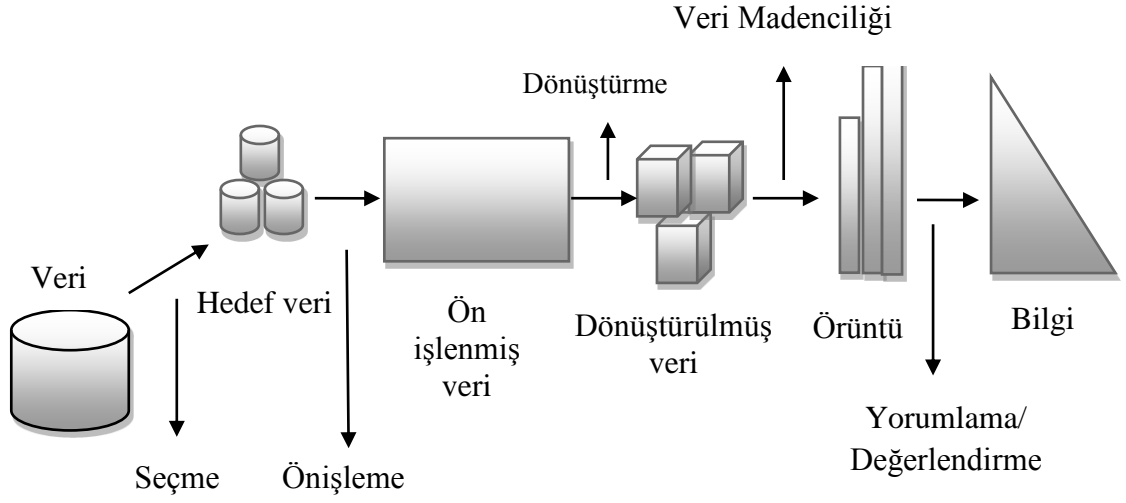 Veri Madenciliği
Dönüştürme
Veri
Hedef veri
Ön
işlenmiş
veri
Dönüştürülmüş
veri
Örüntü
Bilgi
Seçme
Önişleme
Yorumlama/
Değerlendirme